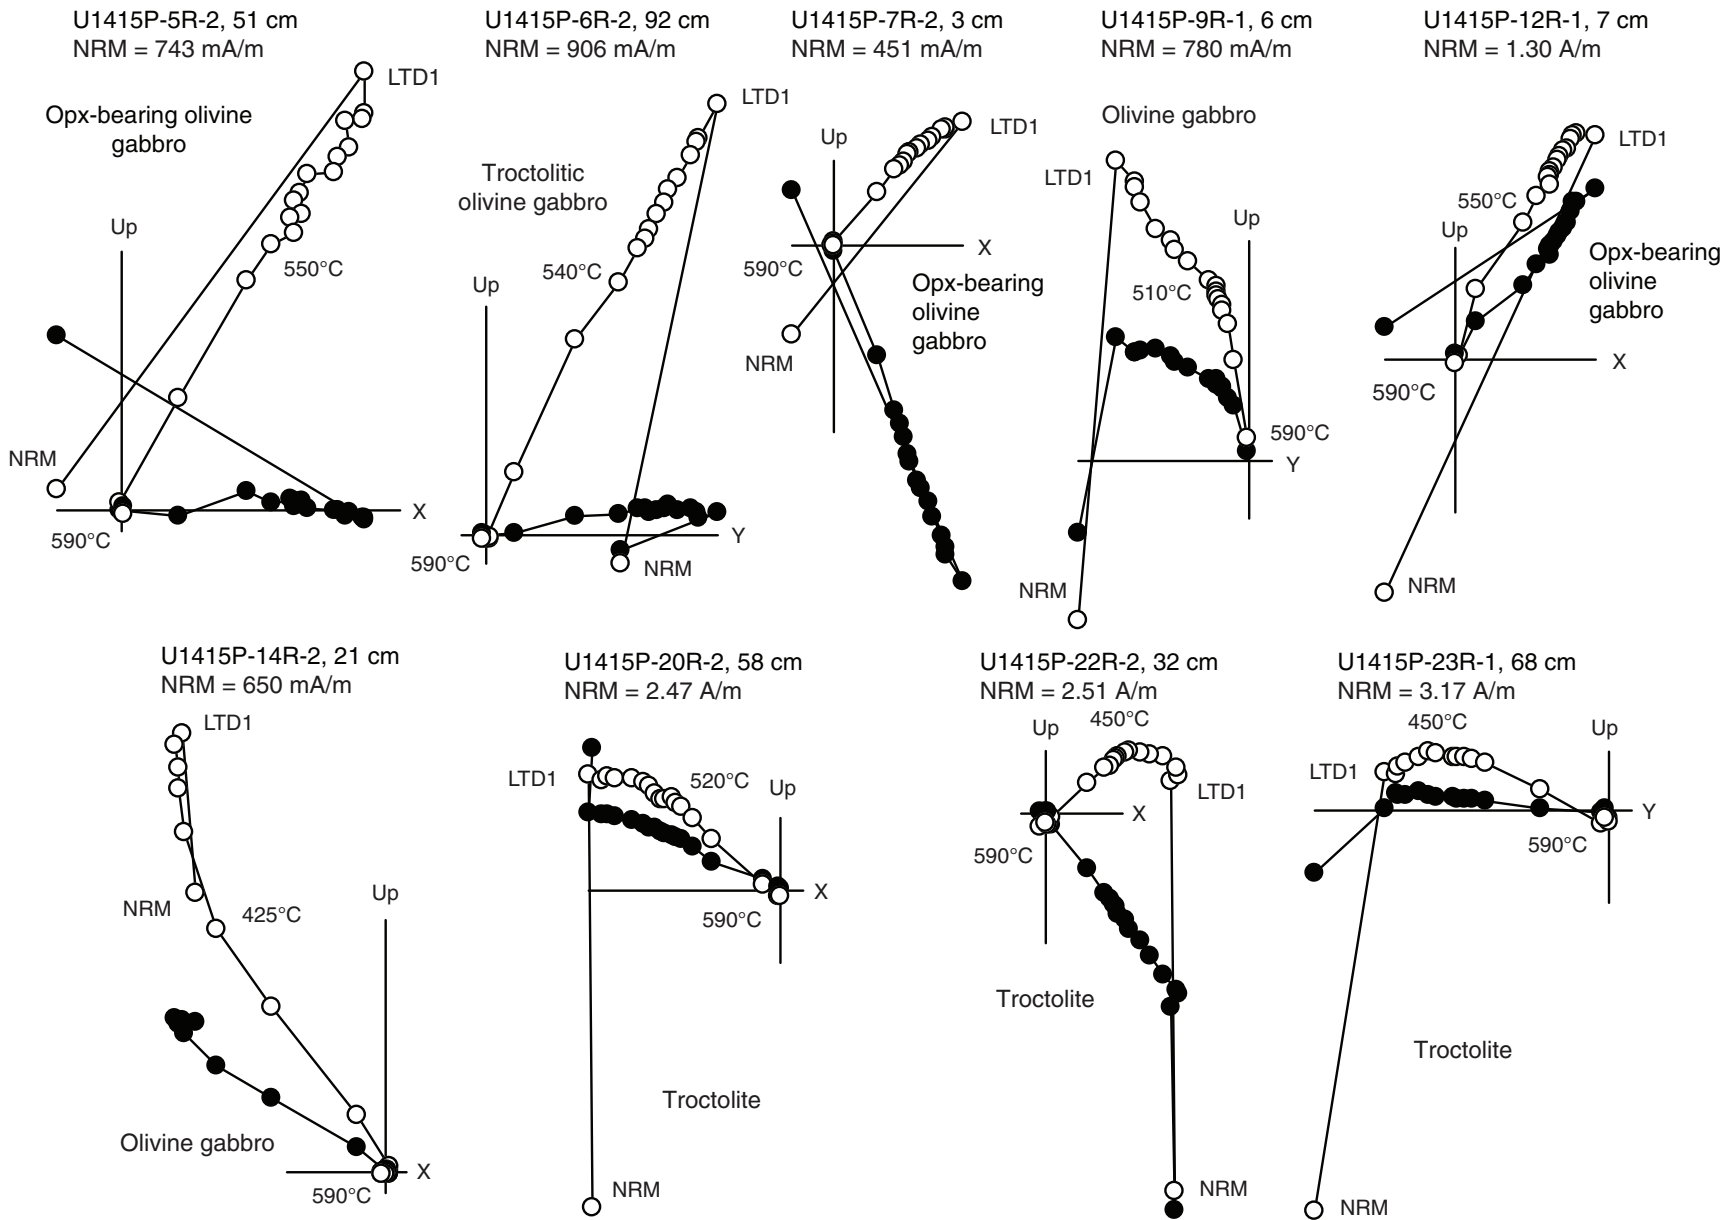 U1415P-5R-2, 51 cm
NRM = 743 mA/m
LTD1
Opx-bearing olivine
gabbro
Up
550°C
NRM
X
590°C
U1415P-6R-2, 92 cm
NRM = 906 mA/m
LTD1
Troctolitic
olivine gabbro
540°C
Up
Y
590°C
NRM
U1415P-7R-2, 3 cm
NRM = 451 mA/m
LTD1
Up
X
590°C
Opx-bearing
olivine
gabbro
NRM
U1415P-9R-1, 6 cm
NRM = 780 mA/m
Olivine gabbro
LTD1
Up
510°C
590°C
Y
NRM
U1415P-12R-1, 7 cm
NRM = 1.30 A/m
LTD1
550°C
Up
Opx-bearing
olivine
gabbro
X
590°C
NRM
U1415P-14R-2, 21 cm
NRM = 650 mA/m
LTD1
Up
NRM
425°C
Olivine gabbro
X
590°C
U1415P-20R-2, 58 cm
NRM = 2.47 A/m
LTD1
520°C
Up
X
590°C
Troctolite
NRM
U1415P-22R-2, 32 cm
NRM = 2.51 A/m
450°C
Up
LTD1
X
590°C
Troctolite
NRM
U1415P-23R-1, 68 cm
NRM = 3.17 A/m
450°C
Up
LTD1
Y
590°C
Troctolite
NRM